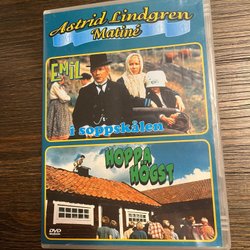 Astrid Lindgren
Matiné
EMIL
i soppskålen
HOPPA
HÖGST
DVD